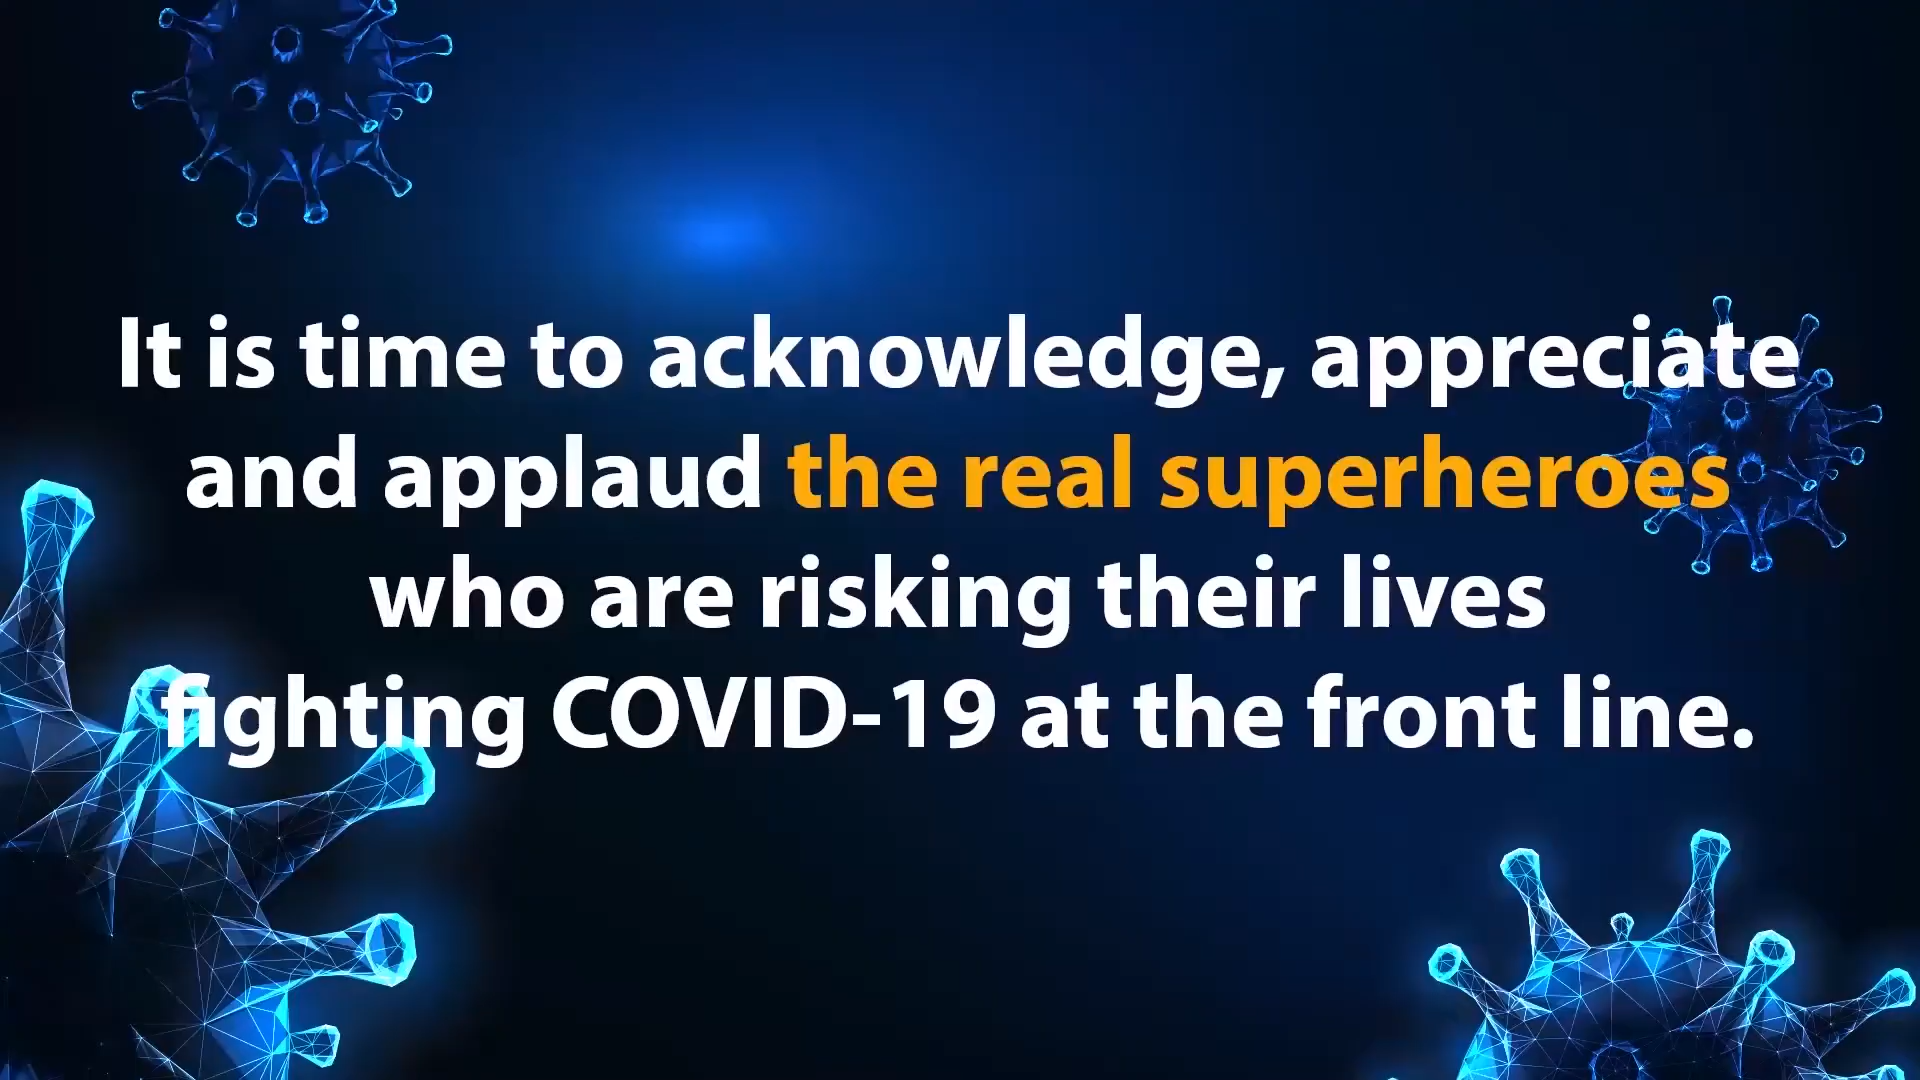 It is time to acknowledge, appreciate
and applaud the real superheroes
who are risking their lives
fighting COVID-19 at the front line.